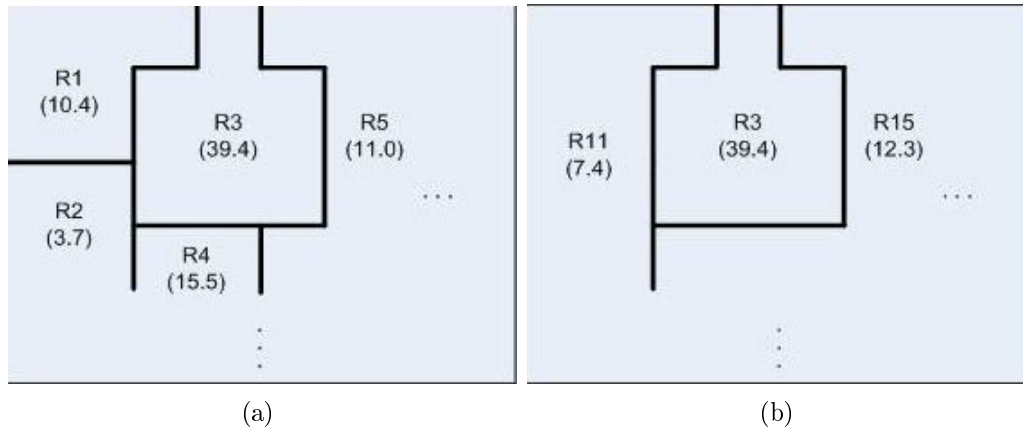 R1
(10.4)
R3
(39.4)
R5
(11.0)
...
R2
(3.7)
R4
(15.5)
(a)
R11
(7.4)
R3
(39.4)
R15
(12.3)
...
(b)